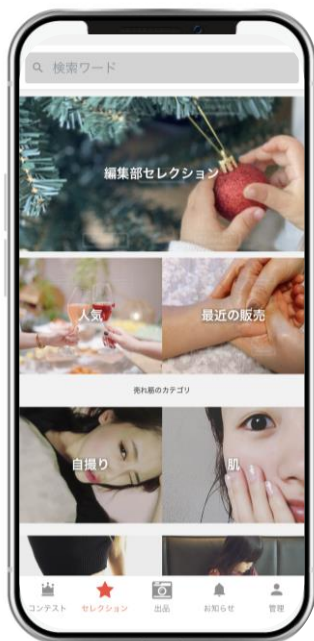 検索ワード
編集部セレクション
人気
最近の販売
売れ筋のカテゴリ
自撮り
肌
コンテスト
セレクション
出品
お知らせ
管理